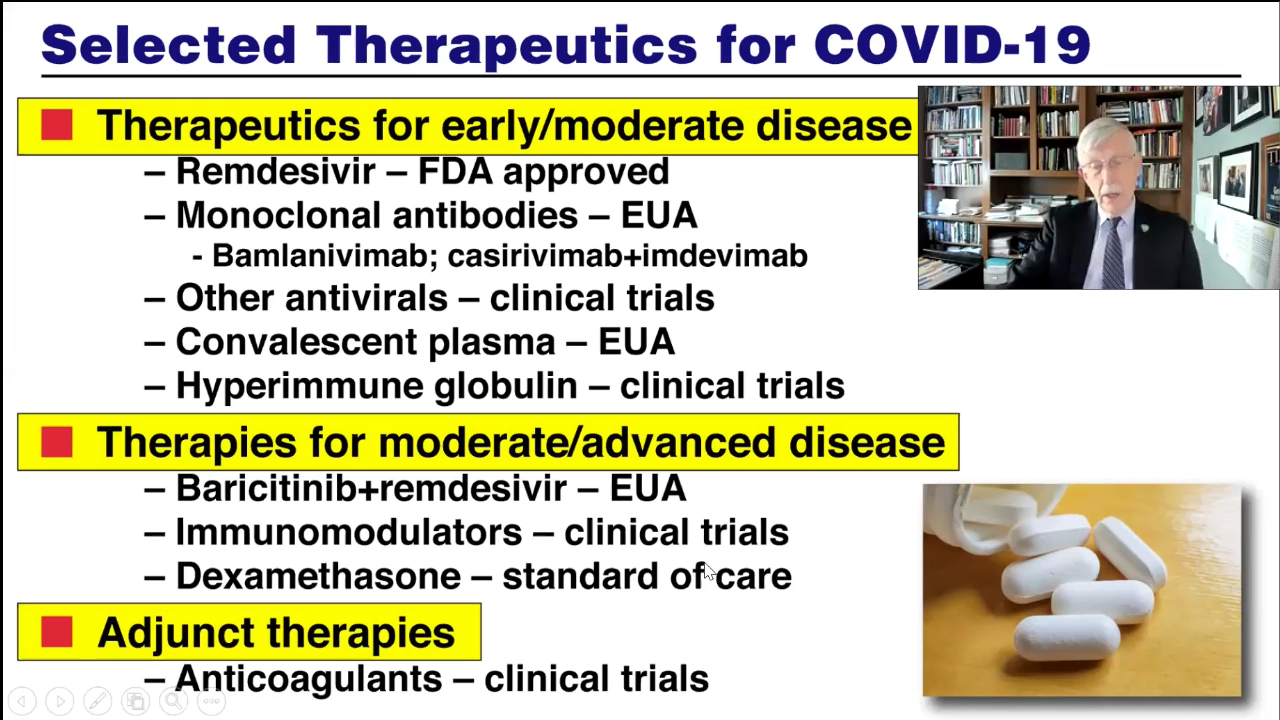 Selected Therapeutics for COVID-19
Therapeutics for early/moderate disease
– Remdesivir – FDA approved
– Monoclonal antibodies – EUA
- Bamlanivimab; casirivimab+imdevimab
– Other antivirals – clinical trials
– Convalescent plasma – EUA
– Hyperimmune globulin – clinical trials
Therapies for moderate/advanced disease
– Baricitinib+remdesivir – EUA
– Immunomodulators – clinical trials
– Dexamethasone – standard of care
Adjunct therapies
– Anticoagulants – clinical trials